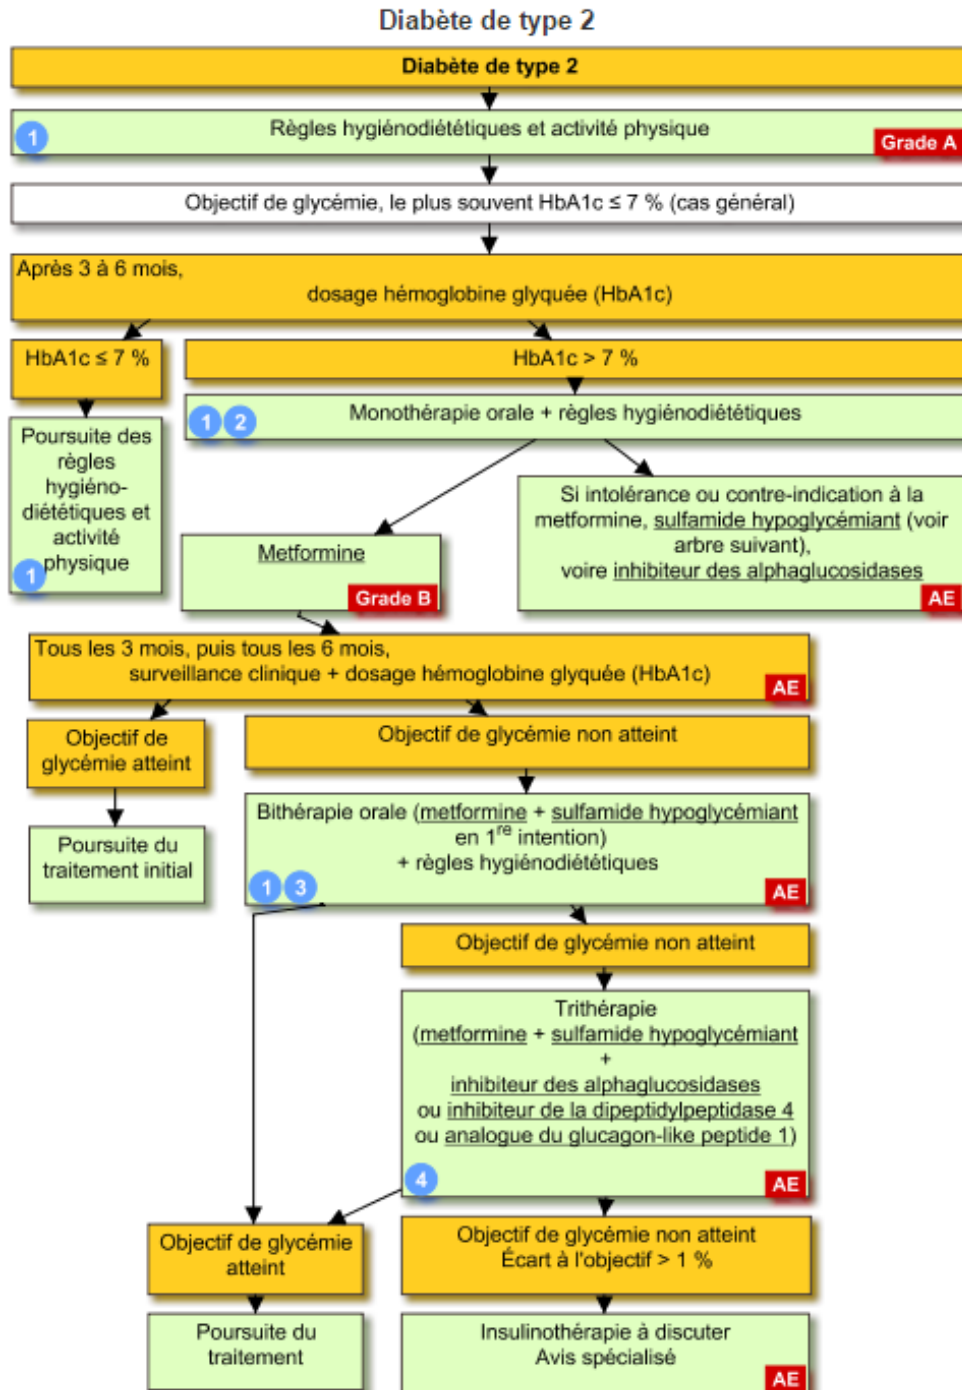 Diabète de type 2
Diabète de type 2
1
Règles hygiénodiététiques et activité physique
Grade A
Objectif de glycémie, le plus souvent HbA1c ≤ 7 % (cas général)
Après 3 à 6 mois,
dosage hémoglobine glyquée (HbA1c)
HbA1c ≤ 7 %
HbA1c > 7 %
Poursuite des
règles
hygiéno-
diététiques et
activité
physique
1
1 2
Monothérapie orale + règles hygiénodiététiques
Metformine
Grade B
Si intolérance ou contre-indication à la
metformine, sulfamide hypoglycémiant (voir
arbre suivant),
voire inhibiteur des alphaglucosidases
AE
Tous les 3 mois, puis tous les 6 mois,
surveillance clinique + dosage hémoglobine glyquée (HbA1c)
AE
Objectif de
glycémie atteint
Objectif de glycémie non atteint
Poursuite du
traitement initial
Bithérapie orale (metformine + sulfamide hypoglycémiant
en 1re intention)
+ règles hygiénodiététiques
1 3
AE
Objectif de glycémie non atteint
Trithérapie
(metformine + sulfamide hypoglycémiant
+
inhibiteur des alphaglucosidases
ou inhibiteur de la dipeptidylpeptidase 4
ou analogue du glucagon-like peptide 1)
4
AE
Objectif de glycémie
atteint
Objectif de glycémie non atteint
Écart à l'objectif > 1 %
Poursuite du
traitement
Insulinothérapie à discuter
Avis spécialisé
AE